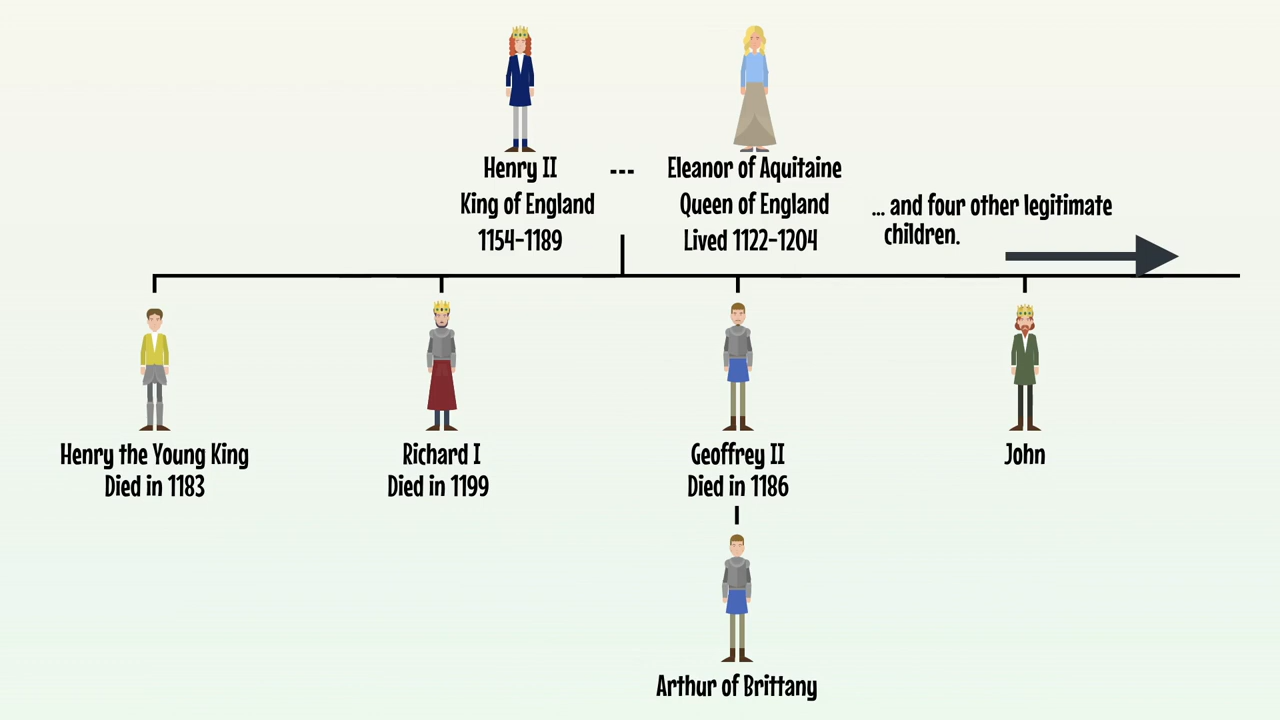 Henry II --- Eleanor of Aquitaine
King of England Queen of England
1154-1189 Lived 1122-1204
... and four other legitimate
children.
Henry the Young King
Died in 1183
Richard I
Died in 1199
Geoffrey II
Died in 1186
John
Arthur of Brittany